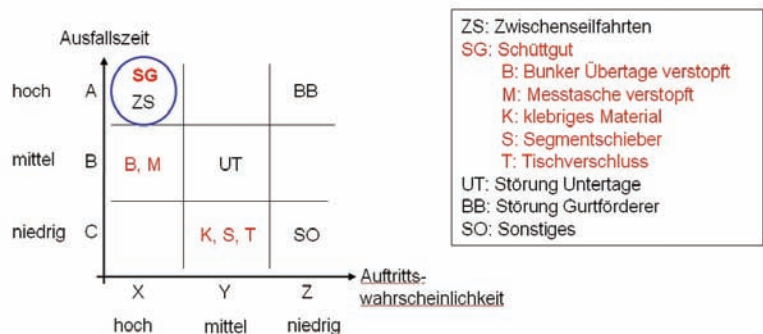 Ausfallszeit
hoch A SG BB
ZS
mittel B B, M UT
niedrig C K, S, T SO
X Y Z
hoch mittel niedrig
Auftritts-
wahrscheinlichkeit
ZS: Zwischenseilfahrten
SG: Schüttgut
B: Bunker Übertage verstopft
M: Messtasche verstopft
K: klebriges Material
S: Segmentschieber
T: Tischverschluss
UT: Störung Untertage
BB: Störung Gurtförderer
SO: Sonstiges